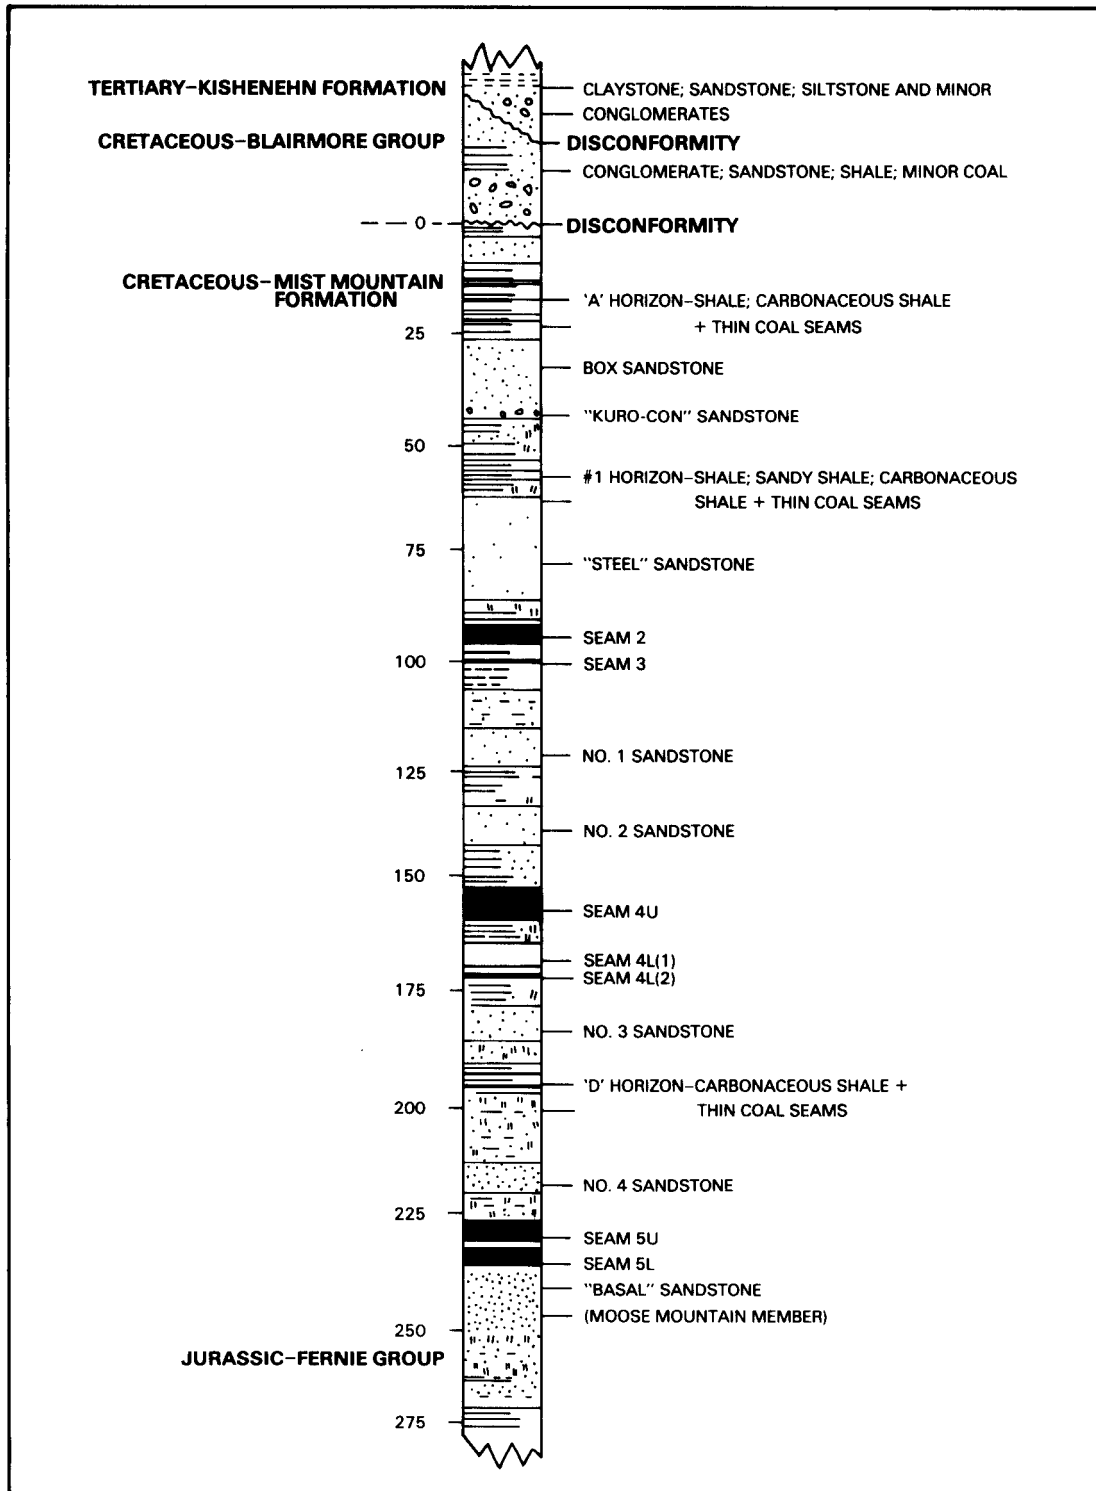 TERTIARY-KISHENEHN FORMATION
CLAYSTONE; SANDSTONE; SILTSTONE AND MINOR
CONGLOMERATES
CRETACEOUS-BLAIRMORE GROUP
DISCONFORMITY
CONGLOMERATE; SANDSTONE; SHALE; MINOR COAL
0
DISCONFORMITY
CRETACEOUS-MIST MOUNTAIN
FORMATION
'A' HORIZON-SHALE; CARBONACEOUS SHALE
+ THIN COAL SEAMS
25
BOX SANDSTONE
"KURO-CON" SANDSTONE
50
#1 HORIZON-SHALE; SANDY SHALE; CARBONACEOUS
SHALE + THIN COAL SEAMS
75
"STEEL" SANDSTONE
SEAM 2
100
SEAM 3
NO. 1 SANDSTONE
125
NO. 2 SANDSTONE
150
SEAM 4U
SEAM 4L(1)
SEAM 4L(2)
175
NO. 3 SANDSTONE
'D' HORIZON-CARBONACEOUS SHALE +
THIN COAL SEAMS
200
NO. 4 SANDSTONE
225
SEAM 5U
SEAM 5L
"BASAL" SANDSTONE
(MOOSE MOUNTAIN MEMBER)
250
JURASSIC-FERNIE GROUP
275